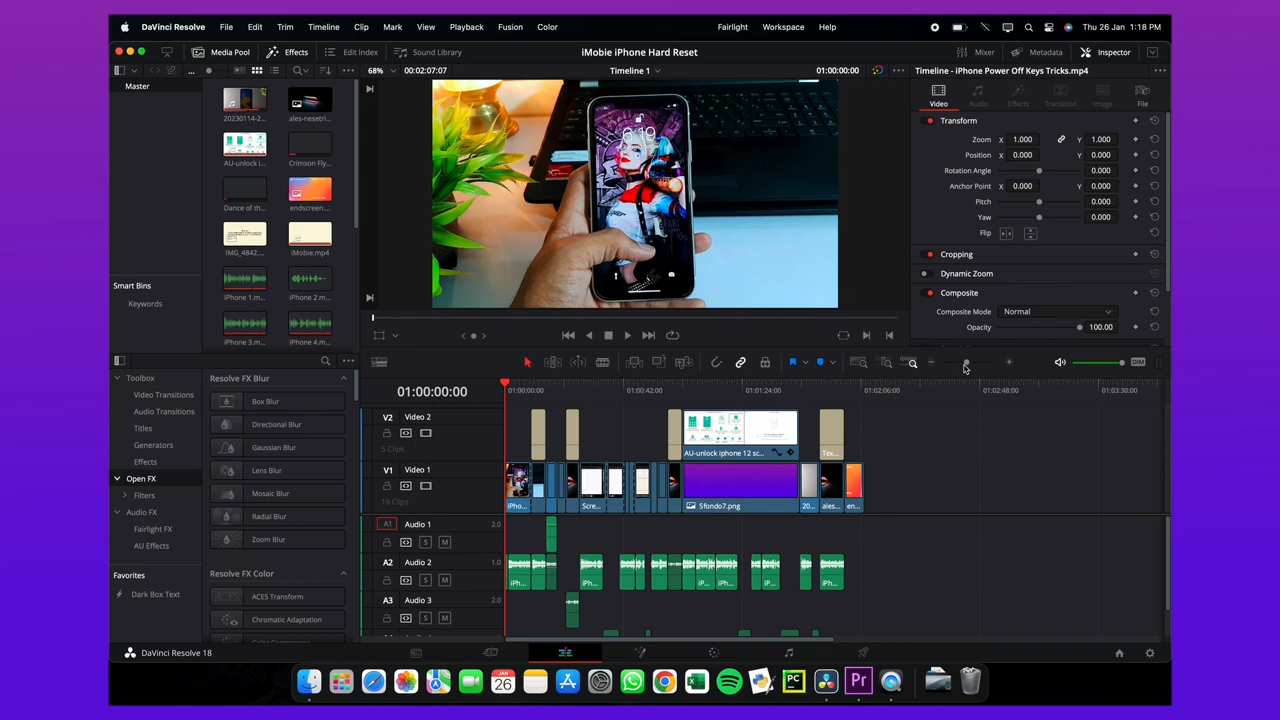 DaVinci Resolve File Edit Trim Timeline Clip Mark View Playback Fusion Color Fairlight Workspace Help Thu 26 Jan 1:18 PM
Media Pool Effects Edit Index Sound Library iMobie iPhone Hard Reset Mixer Metadata Inspector
... 68% 00:02:07:07 Timeline 1 01:00:00:00 Timeline - iPhone Power Off Keys Tricks.mp4
Master
20230114-2...
ales-nesetri...
AU-unlock i...
Crimson Fly...
Dance of th...
endscreen....
IMG_4842....
iMobie.mp4
iPhone 1.m...
iPhone 2.m...
iPhone 3.m...
iPhone 4.m...
Smart Bins
Keywords
6:19
Video Audio Effects Transition Image File
Transform
Zoom X 1.000 Y 1.000
Position X 0.000 Y 0.000
Rotation Angle 0.000
Anchor Point X 0.000 Y 0.000
Pitch 0.000
Yaw 0.000
Flip
Cropping
Dynamic Zoom
Composite
Composite Mode Normal
Opacity 100.00
DIM
Toolbox
Video Transitions
Audio Transitions
Titles
Generators
Effects
Open FX
Filters
Audio FX
Fairlight FX
AU Effects
Favorites
Dark Box Text
Resolve FX Blur
Box Blur
Directional Blur
Gaussian Blur
Lens Blur
Mosaic Blur
Radial Blur
Zoom Blur
Resolve FX Color
ACES Transform
Chromatic Adaptation
01:00:00:00
01:00:00:00 01:00:42:00 01:01:24:00 01:02:06:00 01:02:48:00 01:03:30:00
V2 Video 2
5 Clips
AU-unlock iphone 12 sc... Tex...
V1 Video 1
19 Clips
iPho... Scre... Sfondo7.png 20... ales... en...
A1 Audio 1 2.0
S M
A2 Audio 2 1.0
S M
iPh... iPh... iP... iPh... iP... iPh...
A3 Audio 3 2.0
S M
DaVinci Resolve 18
JAN
26
PC
Pr